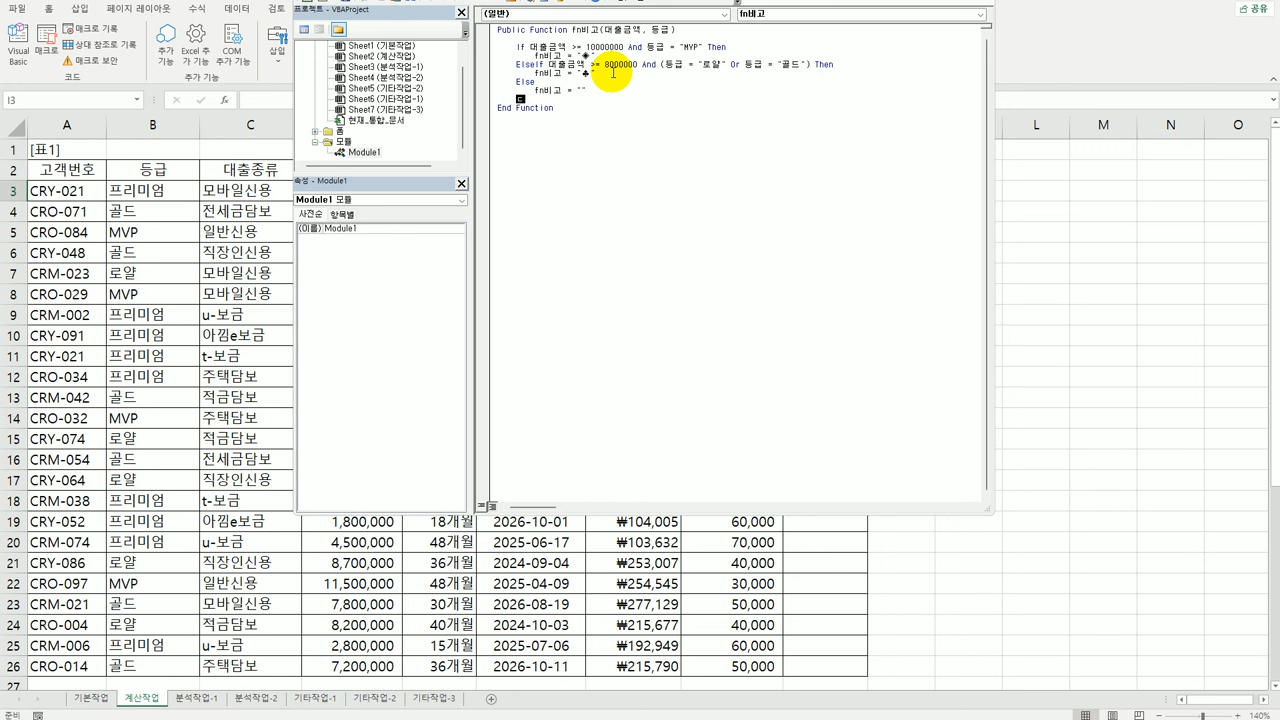 파일 홈 삽입 페이지 레이아웃 수식 데이터 검토
공유
Visual Basic
매크로
매크로 기록
상대 참조로 기록
매크로 보안
추가 기능
Excel 추가 기능
COM 추가 기능
삽입
코드
I3
프로젝트 - VBAProject
Sheet1 (기본작업)
Sheet2 (계산작업)
Sheet3 (분석작업-1)
Sheet4 (분석작업-2)
Sheet5 (기타작업-2)
Sheet6 (기타작업-1)
Sheet7 (기타작업-3)
현재_통합_문서
폼
모듈
Module1
속성 - Module1
Module1 모듈
사전순 항목별
(이름) Module1
(일반) fn비고
Public Function fn비고(대출금액, 등급)
If 대출금액 >= 10000000 And 등급 = "MVP" Then
fn비고 = "◈"
ElseIf 대출금액 >= 8000000 And (등급 = "로얄" Or 등급 = "골드") Then
fn비고 = "♣"
Else
fn비고 = ""
End Function
A B C L M N O
1 [표1]
2 고객번호 등급 대출종류
3 CRY-021 프리미엄 모바일신용
4 CRO-071 골드 전세금담보
5 CRO-084 MVP 일반신용
6 CRY-048 골드 직장인신용
7 CRM-023 로얄 모바일신용
8 CRO-029 MVP 모바일신용
9 CRM-002 프리미엄 u-보금
10 CRY-091 프리미엄 아낌e보금
11 CRY-021 프리미엄 t-보금
12 CRO-034 프리미엄 주택담보
13 CRM-042 골드 적금담보
14 CRO-032 MVP 주택담보
15 CRY-074 로얄 적금담보
16 CRM-054 골드 전세금담보
17 CRY-064 로얄 직장인신용
18 CRM-038 프리미엄 t-보금
19 CRY-052 프리미엄 아낌e보금 1,800,000 18개월 2026-10-01 ₩104,005 60,000
20 CRM-074 프리미엄 u-보금 4,500,000 48개월 2025-06-17 ₩103,632 70,000
21 CRY-086 로얄 직장인신용 8,700,000 36개월 2024-09-04 ₩253,007 40,000
22 CRO-097 MVP 일반신용 11,500,000 48개월 2025-04-09 ₩254,545 30,000
23 CRM-021 골드 모바일신용 7,800,000 30개월 2026-08-19 ₩277,129 50,000
24 CRO-004 로얄 적금담보 8,200,000 40개월 2024-10-03 ₩215,677 40,000
25 CRM-006 프리미엄 u-보금 2,800,000 15개월 2025-07-06 ₩192,949 60,000
26 CRO-014 골드 주택담보 7,200,000 36개월 2026-10-11 ₩215,790 50,000
27
기본작업 계산작업 분석작업-1 분석작업-2 기타작업-1 기타작업-2 기타작업-3
준비
140%